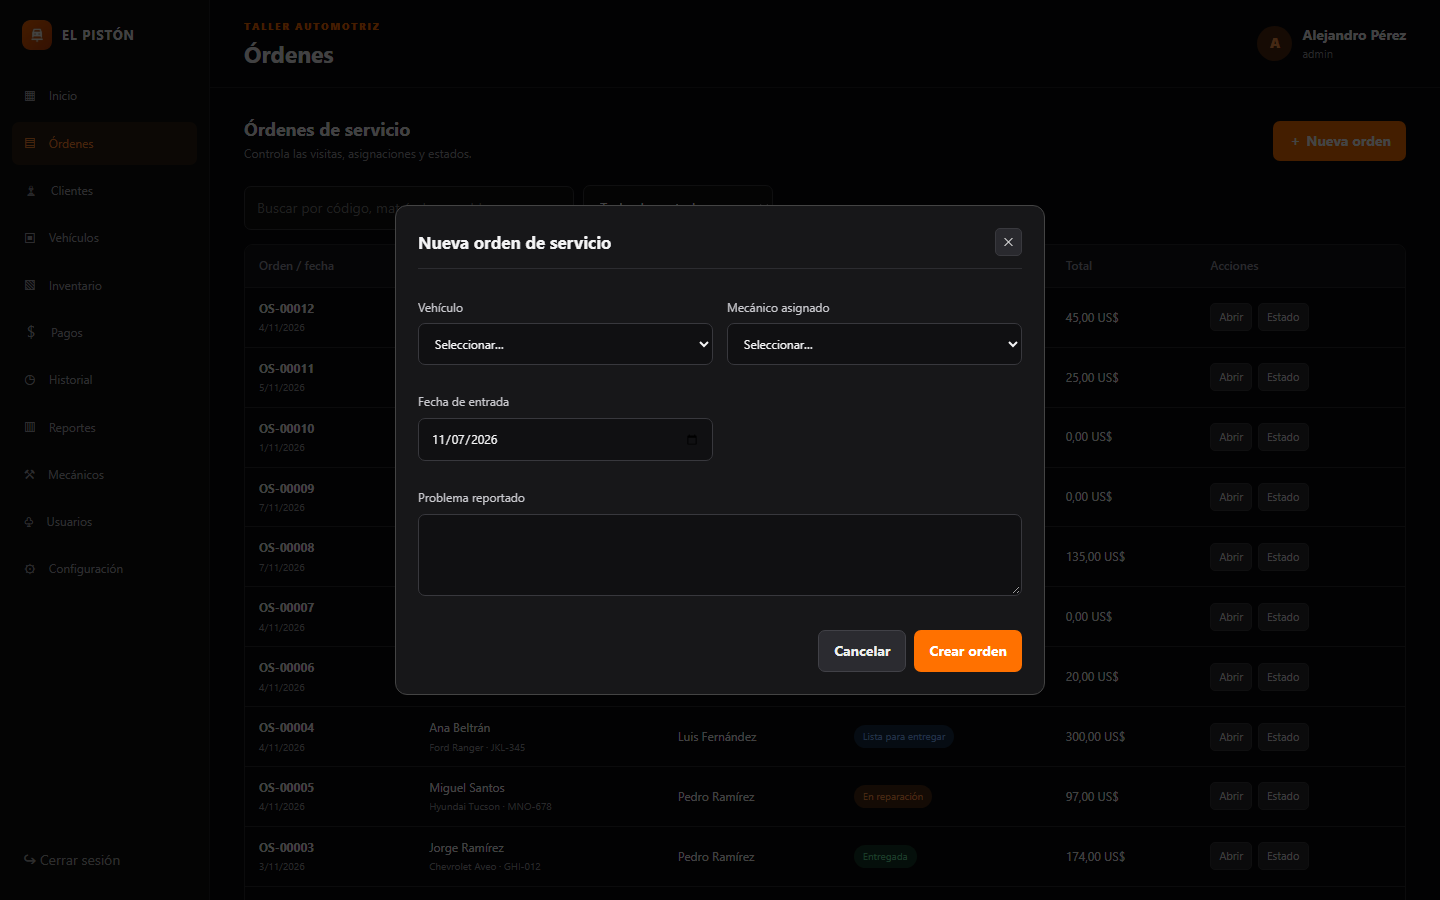 EL PISTÓN
TALLER AUTOMOTRIZ
Órdenes
A
Alejandro Pérez
admin
Inicio
Órdenes
Clientes
Vehículos
Inventario
$ Pagos
Historial
Reportes
Mecánicos
Usuarios
Configuración
Cerrar sesión
Órdenes de servicio
Controla las visitas, asignaciones y estados.
+ Nueva orden
Buscar por código,
Orden / fecha
Total
Acciones
OS-00012
4/11/2026
45,00 US$
Abrir
Estado
OS-00011
5/11/2026
25,00 US$
Abrir
Estado
OS-00010
1/11/2026
0,00 US$
Abrir
Estado
OS-00009
7/11/2026
0,00 US$
Abrir
Estado
OS-00008
7/11/2026
135,00 US$
Abrir
Estado
OS-00007
4/11/2026
0,00 US$
Abrir
Estado
OS-00006
4/11/2026
20,00 US$
Abrir
Estado
OS-00004
4/11/2026
Ana Beltrán
Ford Ranger · JKL-345
Luis Fernández
Lista para entregar
300,00 US$
Abrir
Estado
OS-00005
4/11/2026
Miguel Santos
Hyundai Tucson · MNO-678
Pedro Ramírez
En reparación
97,00 US$
Abrir
Estado
OS-00003
3/11/2026
Jorge Ramírez
Chevrolet Aveo · GHI-012
Pedro Ramírez
Entregada
174,00 US$
Abrir
Estado
Nueva orden de servicio
Vehículo
Seleccionar...
Mecánico asignado
Seleccionar...
Fecha de entrada
11/07/2026
Problema reportado
Cancelar
Crear orden